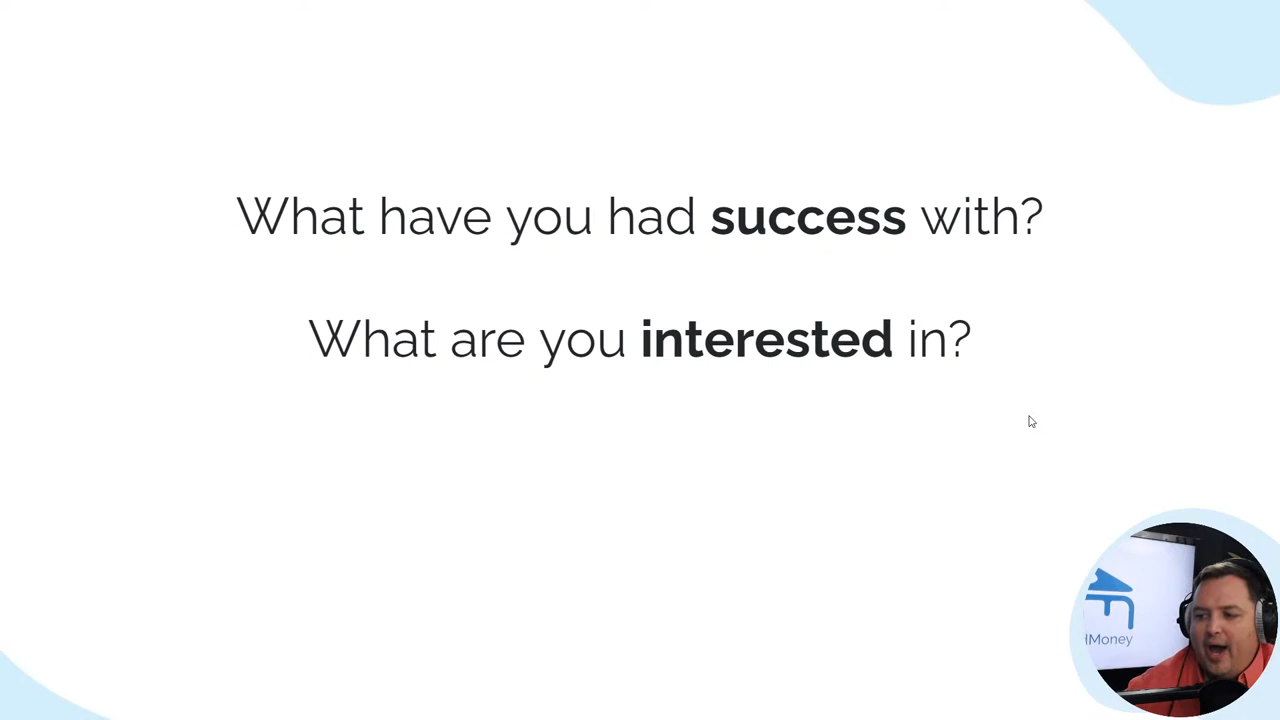 What have you had success with?
What are you interested in?
Money